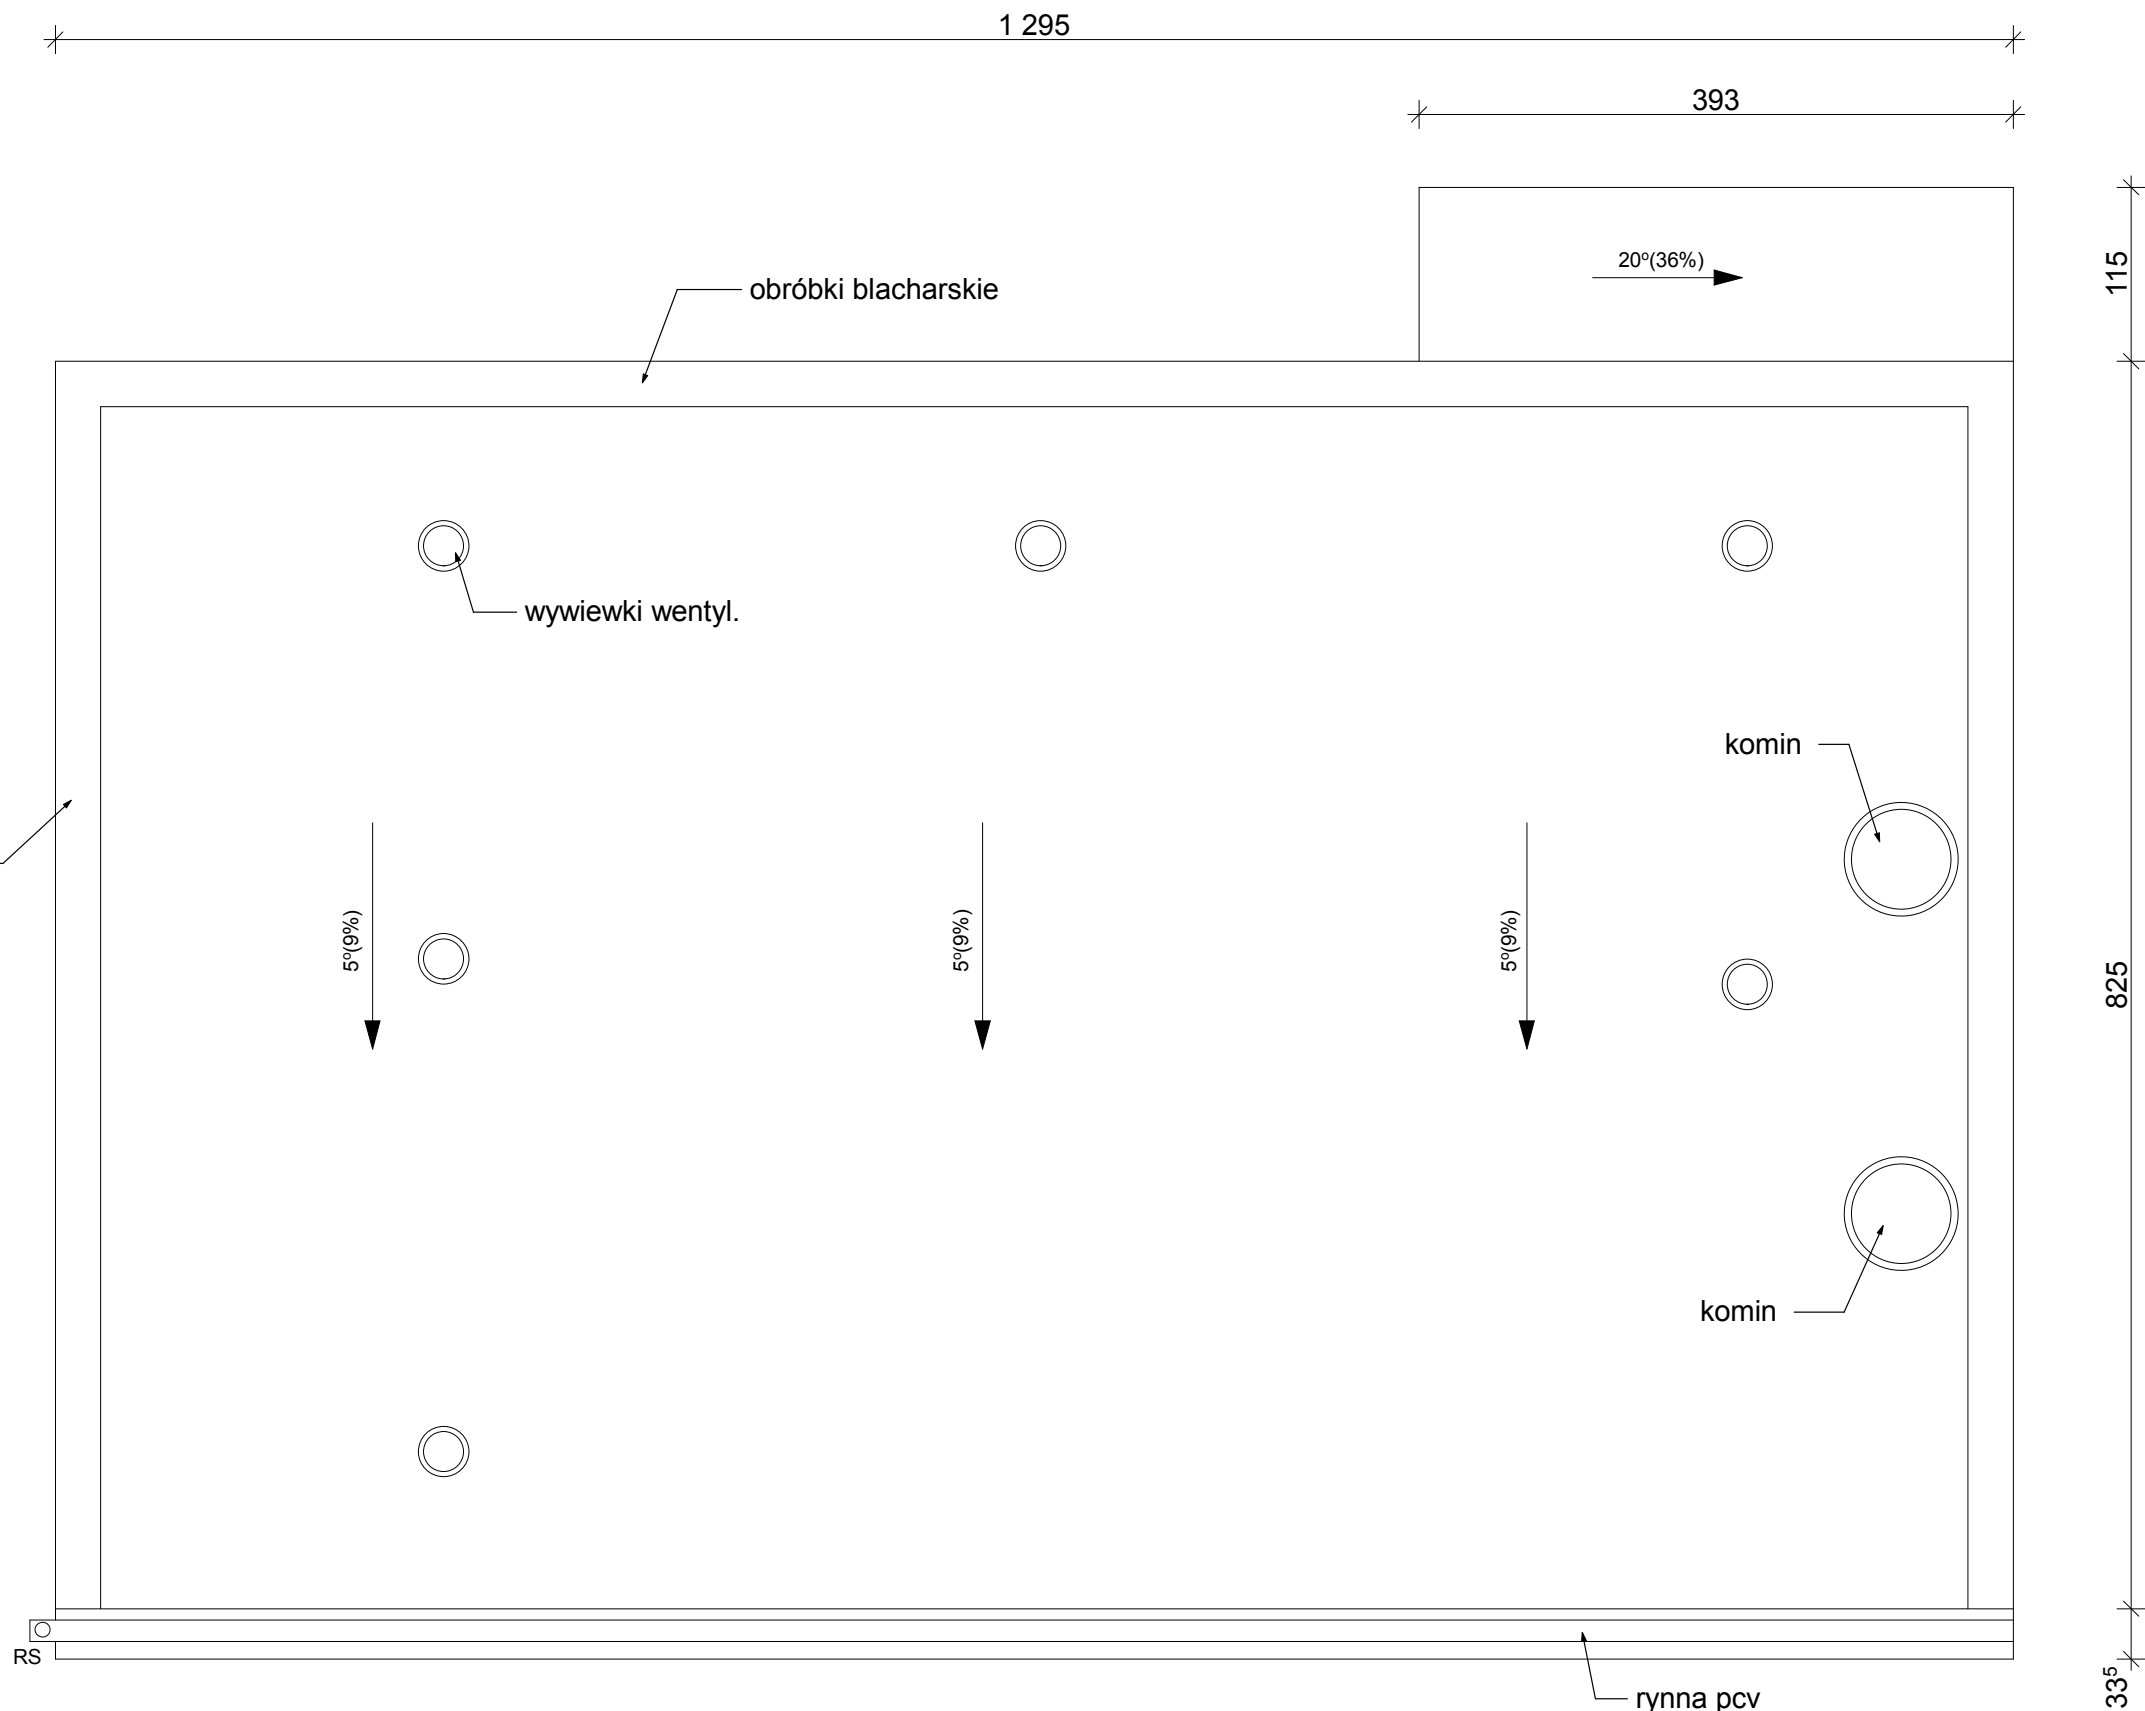 1 295
393
20º(36%)
115
obróbki blacharskie
wywiewki wentyl.
komin
5º(9%)
5º(9%)
5º(9%)
825
komin
RS
33⁵
rynna pcv